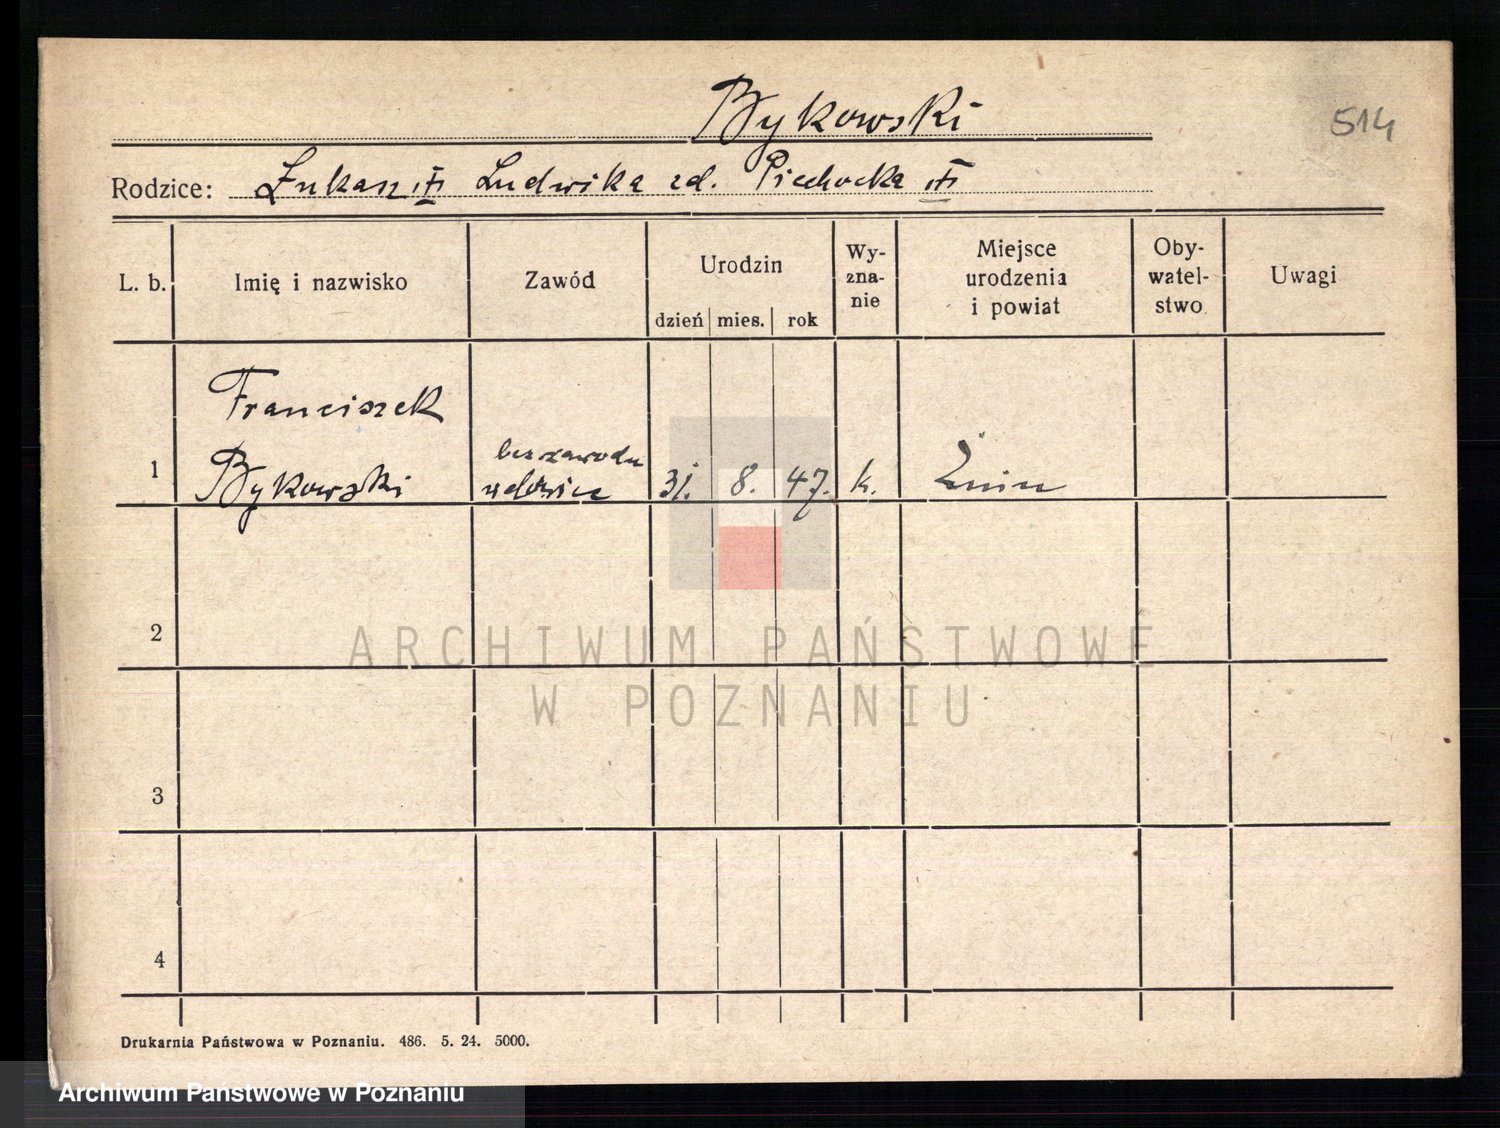 Bykowski
514
Rodzice: Łukasz Ludwika zd. Piechocka
L. b. Imię i nazwisko Zawód Urodzin dzień mies. rok Wy-zna-nie Miejsce urodzenia i powiat Oby-watel-stwo Uwagi
Franciszek
bez zawodu
1 Bykowski wdowiec 31. 8. 47. k. Żnin
2
ARCHIWUM PAŃSTWOWE
W POZNANIU
3
4
Drukarnia Państwowa w Poznaniu. 486. 5. 24. 5000.
Archiwum Państwowe w Poznaniu